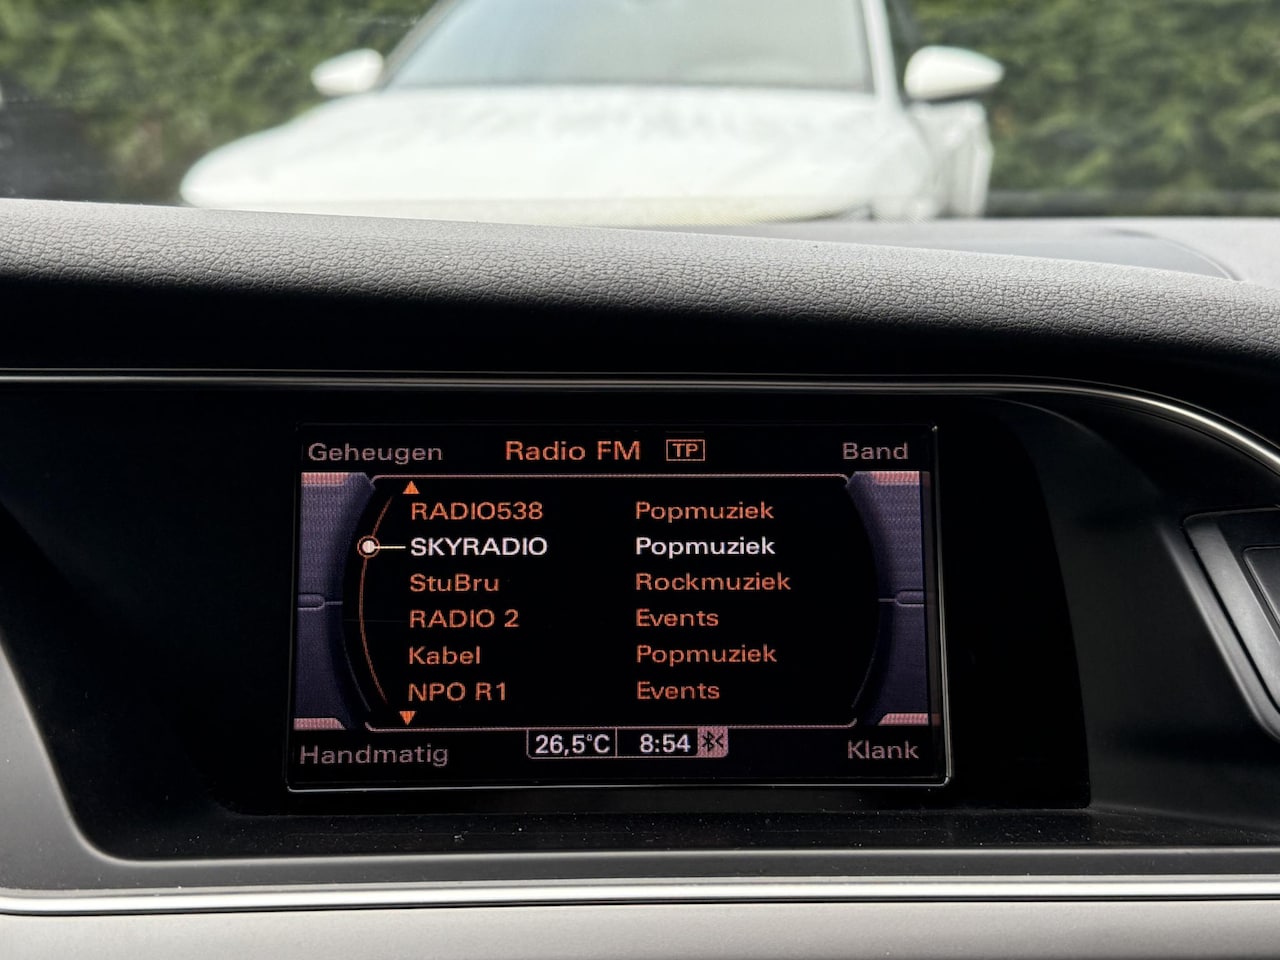 Geheugen Radio FM TP Band
RADIO538 Popmuziek
SKYRADIO Popmuziek
StuBru Rockmuziek
RADIO 2 Events
Kabel Popmuziek
NPO R1 Events
Handmatig 26,5°C 8:54 Klank